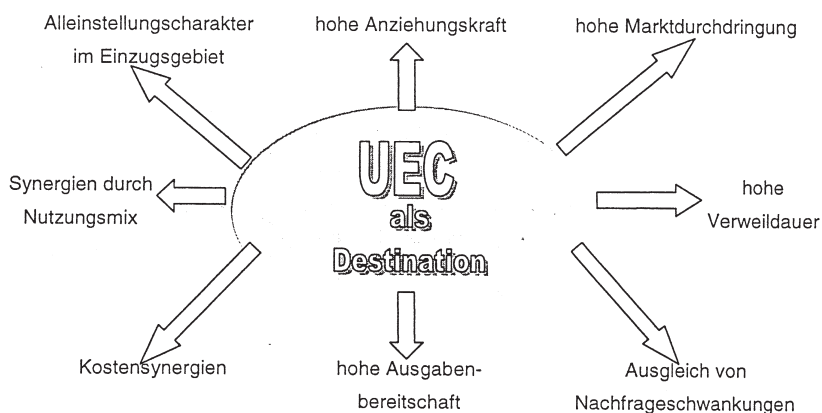 Alleinstellungscharakter
im Einzugsgebiet
hohe Anziehungskraft
hohe Marktdurchdringung
Synergien durch
Nutzungsmix
UEC
als
Destination
hohe
Verweildauer
Kostensynergien
hohe Ausgaben-
bereitschaft
Ausgleich von
Nachfrageschwankungen